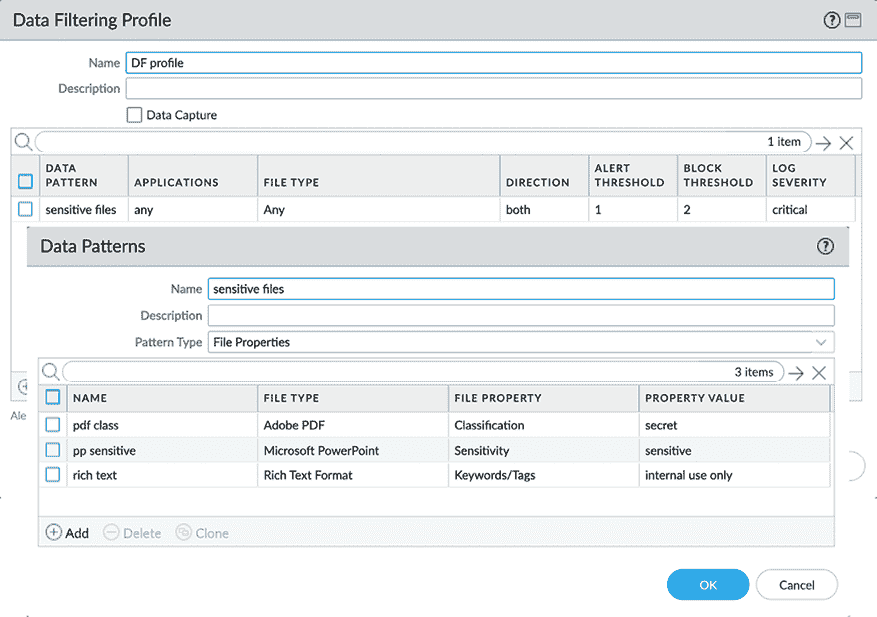 Data Filtering Profile
Name DF profile
Description
Data Capture
1 item
DATA PATTERN APPLICATIONS FILE TYPE DIRECTION ALERT THRESHOLD BLOCK THRESHOLD LOG SEVERITY
sensitive files any Any both 1 2 critical
Data Patterns
Name sensitive files
Description
Pattern Type File Properties
3 items
NAME FILE TYPE FILE PROPERTY PROPERTY VALUE
pdf class Adobe PDF Classification secret
pp sensitive Microsoft PowerPoint Sensitivity sensitive
rich text Rich Text Format Keywords/Tags internal use only
Ale
Add Delete Clone
OK Cancel